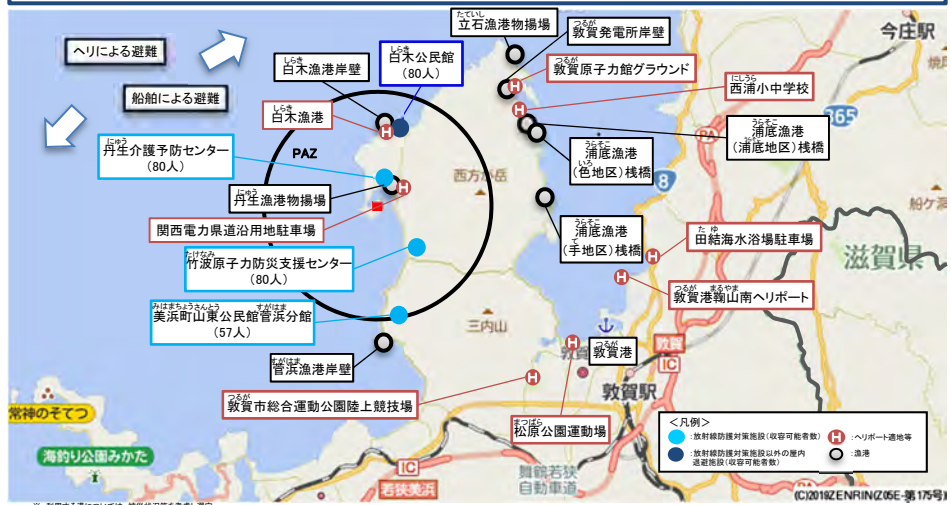 ヘリによる避難
船舶による避難
たていし
立石漁港物揚場
つるが
敦賀発電所岸壁
今庄駅
しらき
白木漁港岸壁
しらき
白木公民館
(80人)
つるが
敦賀原子力館グラウンド
にしうら
西浦小中学校
しらき
白木漁港
365
PA
うらそこ
浦底漁港
(浦底地区)桟橋
うらそこ
浦底漁港
いろ
(色地区)桟橋
にゅう
丹生介護予防センター
(80人)
PAZ
西方が岳
8
にゅう
丹生漁港物揚場
関西電力県道沿用地駐車場
うらそこ
浦底漁港
て
(手地区)桟橋
たゆ
田結海水浴場駐車場
滋賀県
たけなみ
竹波原子力防災支援センター
(80人)
つるが まるやま
敦賀港鞠山南ヘリポート
みはまちょうさんとう すがはま
美浜町山東公民館菅浜分館
(57人)
三内山
つるが
敦賀港
敦賀
IC
すがはま
菅浜漁港岸壁
敦賀駅
つるが
敦賀市総合運動公園陸上競技場
まつばら
松原公園運動場
常神のそてつ
海釣り公園みかた
IC
若狭美浜
舞鶴若狭
自動車道
<凡例>
:放射線防護対策施設(収容可能者数)
:放射線防護対策施設以外の屋内
退避施設(収容可能者数)
H :ヘリポート適地等
:漁港
(C)2019ZENRIN(Z05E-第175号)